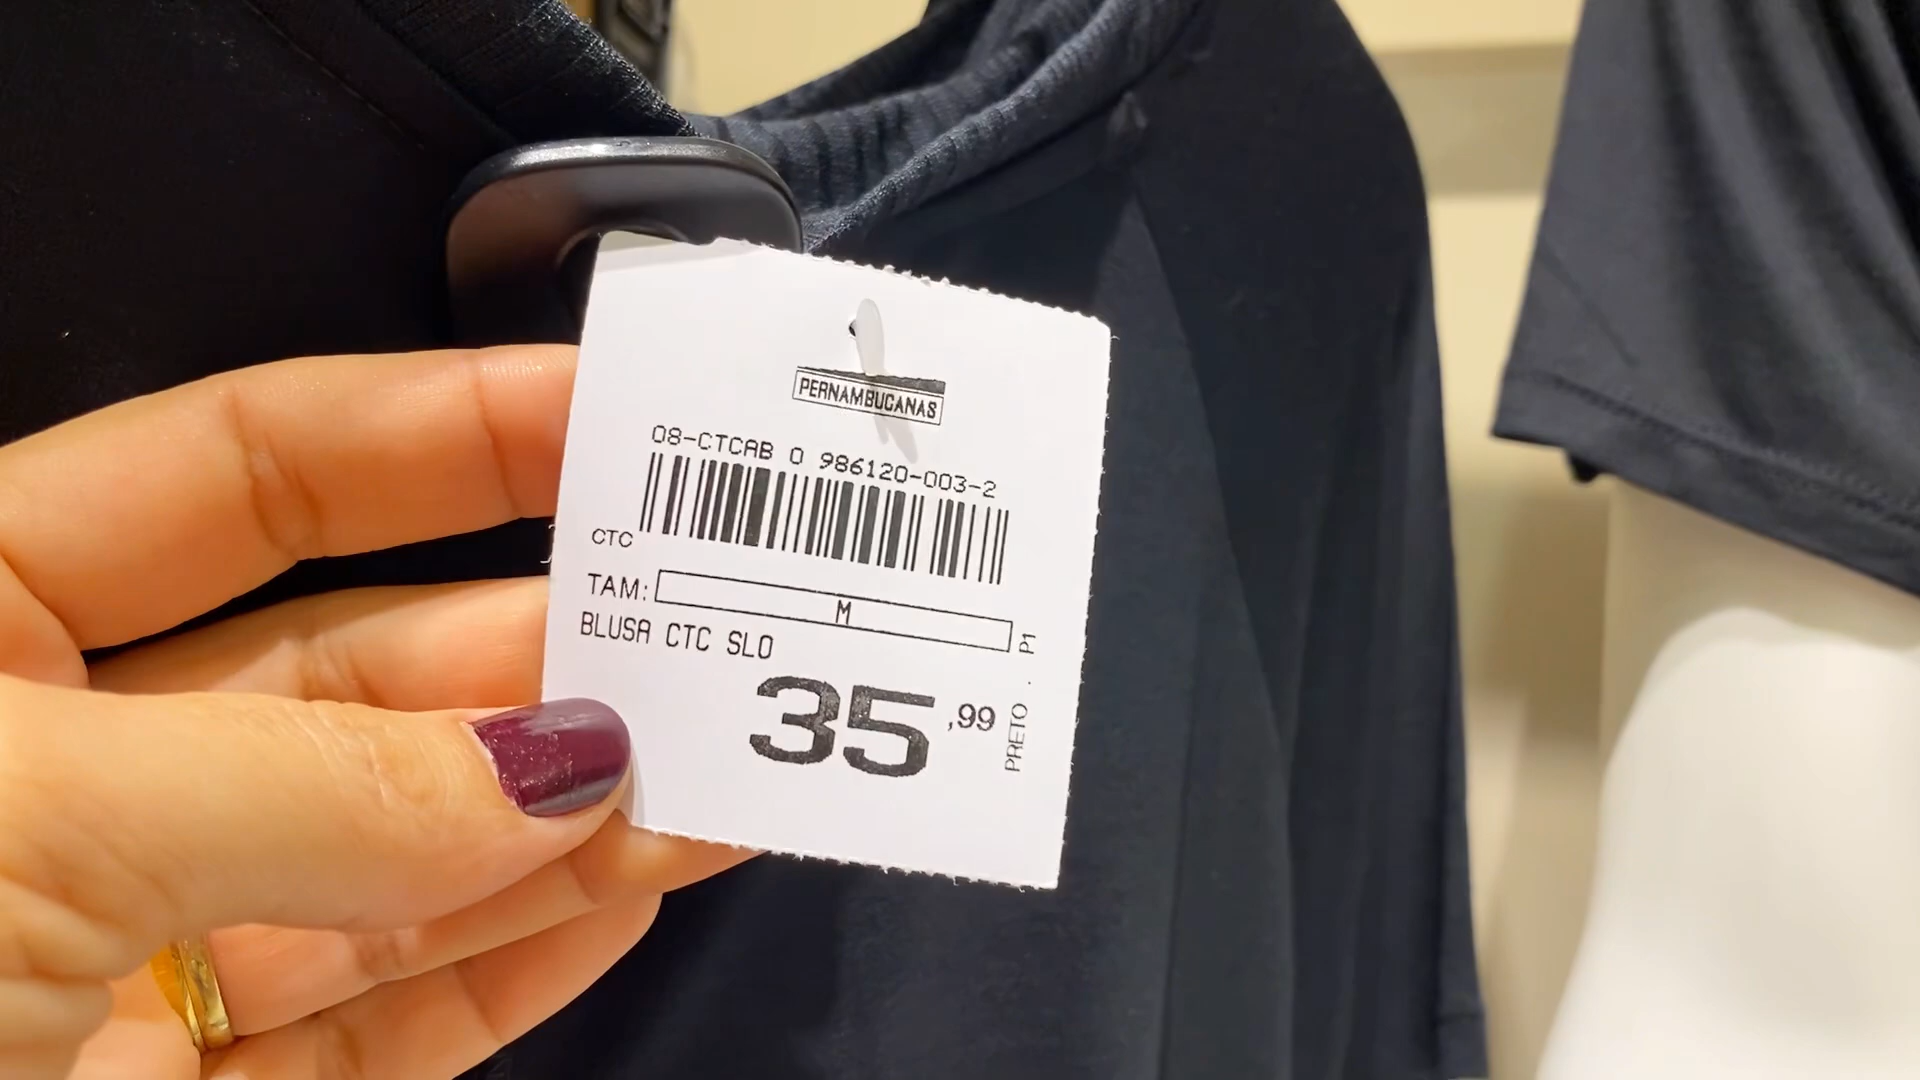 PERNAMBUCANAS
08-CTCAB 0 986120-003-2
CTC
TAM: M
P1
BLUSA CTC SLO
35,99
PRETO .